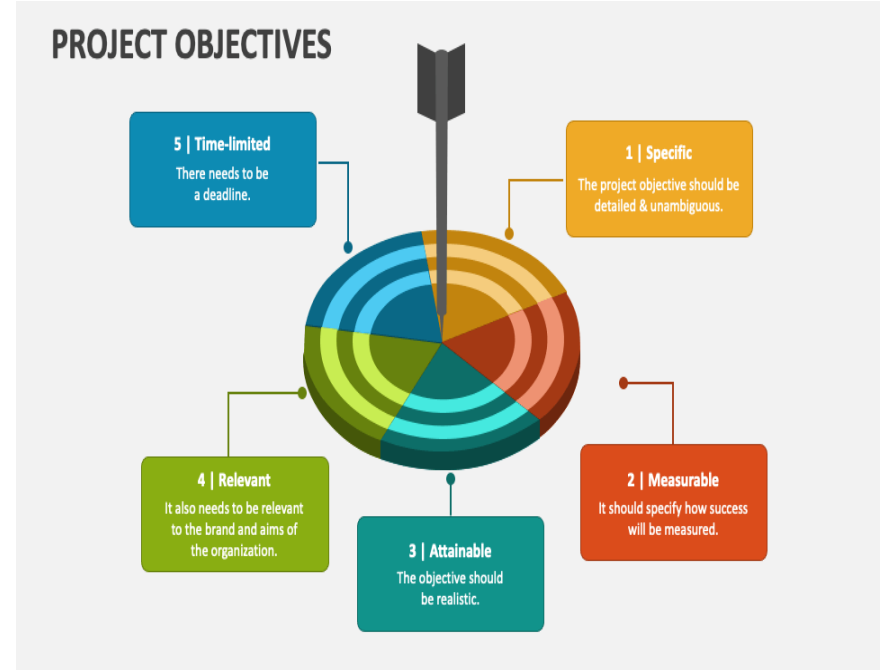 PROJECT OBJECTIVES
1 | Specific
The project objective should be
detailed & unambiguous.
2 | Measurable
It should specify how success
will be measured.
3 | Attainable
The objective should
be realistic.
4 | Relevant
It also needs to be relevant
to the brand and aims of
the organization.
5 | Time-limited
There needs to be
a deadline.